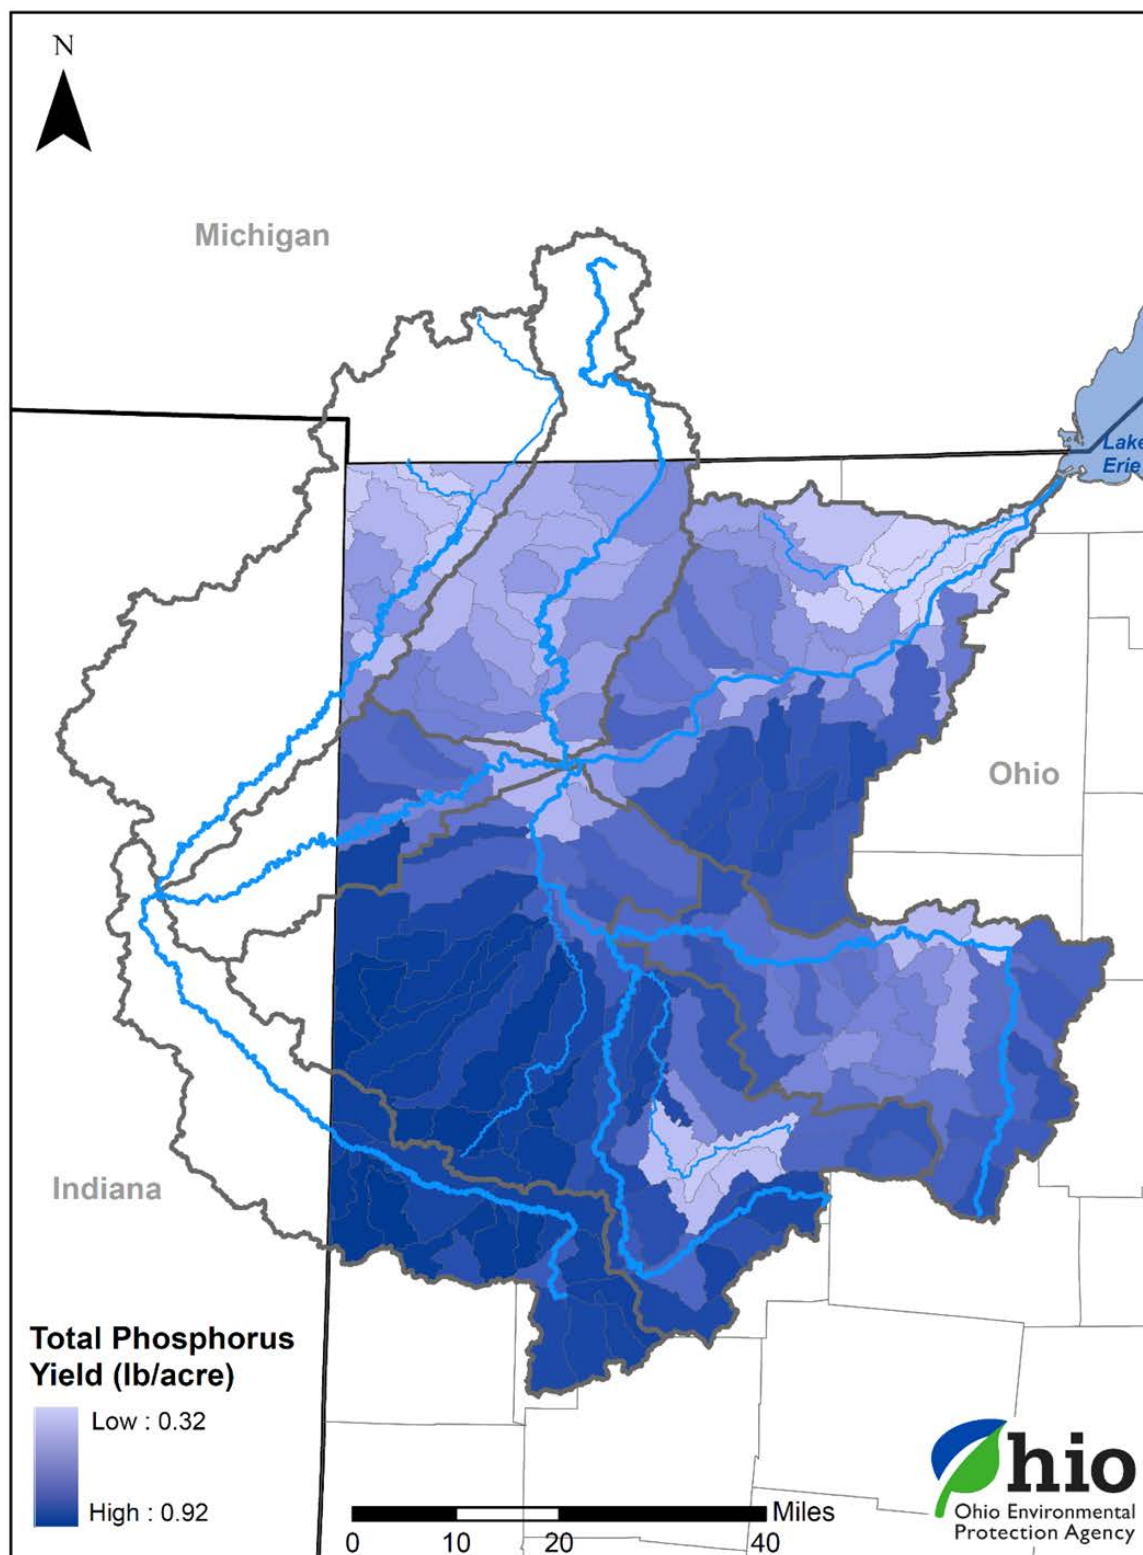 N
Michigan
Lake
Erie
Ohio
Indiana
Total Phosphorus
Yield (lb/acre)
Low : 0.32
High : 0.92
Miles
0 10 20 40
Ohio
Ohio Environmental
Protection Agency